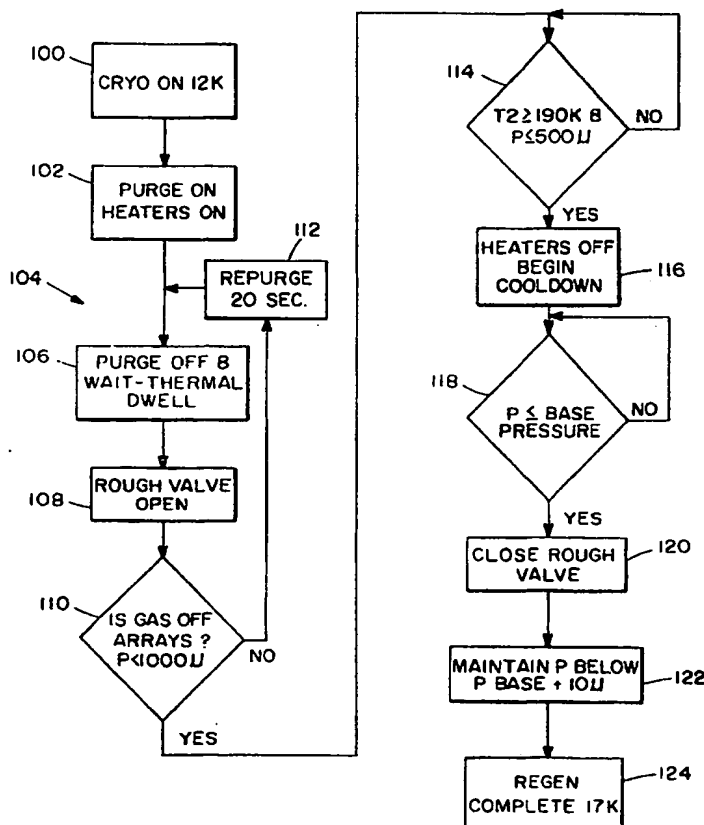 100
CRYO ON 12K
102
PURGE ON
HEATERS ON
104
112
REPURGE
20 SEC.
106
PURGE OFF 8
WAIT-THERMAL
DWELL
108
ROUGH VALVE
OPEN
110
IS GAS OFF
ARRAYS ?
P<1000µ
NO
YES
114
T2≥190K 8
P≤500µ
NO
YES
HEATERS OFF
BEGIN
COOLDOWN
116
118
P ≤ BASE
PRESSURE
NO
YES
CLOSE ROUGH
VALVE
120
MAINTAIN P BELOW
P BASE + 10µ
122
REGEN
COMPLETE 17K
124